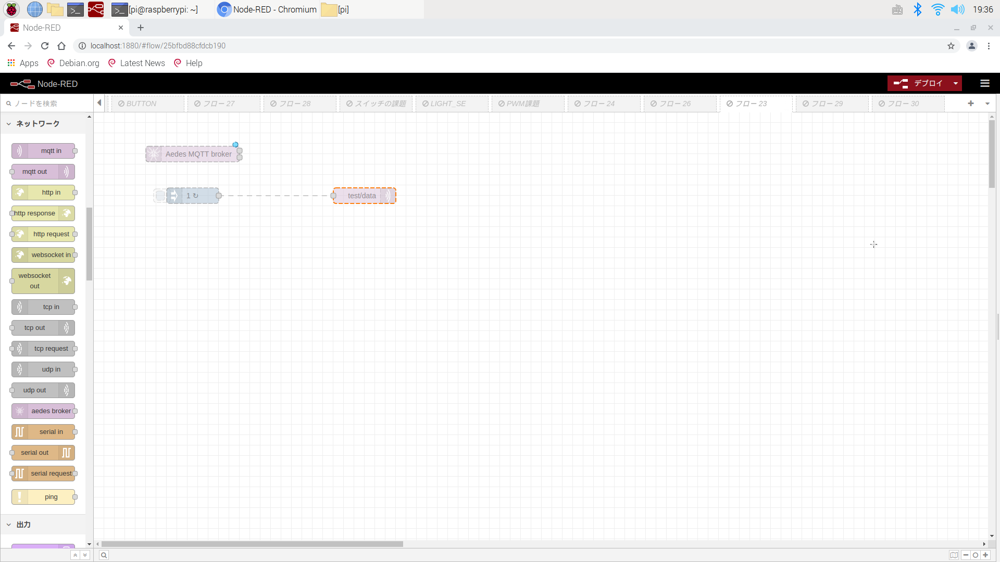 [pi@raspberrypi: ~]
Node-RED - Chromium
[pi]
19:36
Node-RED
localhost:1880/#flow/25bfbd88cfdcb190
Apps
Debian.org
Latest News
Help
Node-RED
デプロイ
ノードを検索
BUTTON
フロー 27
フロー 28
スイッチの課題
LIGHT_SE
PWM課題
フロー 24
フロー 26
フロー 23
フロー 29
フロー 30
ネットワーク
mqtt in
mqtt out
http in
http response
http request
websocket in
websocket
out
tcp in
tcp out
tcp request
udp in
udp out
aedes broker
serial in
serial out
serial request
ping
出力
Aedes MQTT broker
1 ↻
test/data